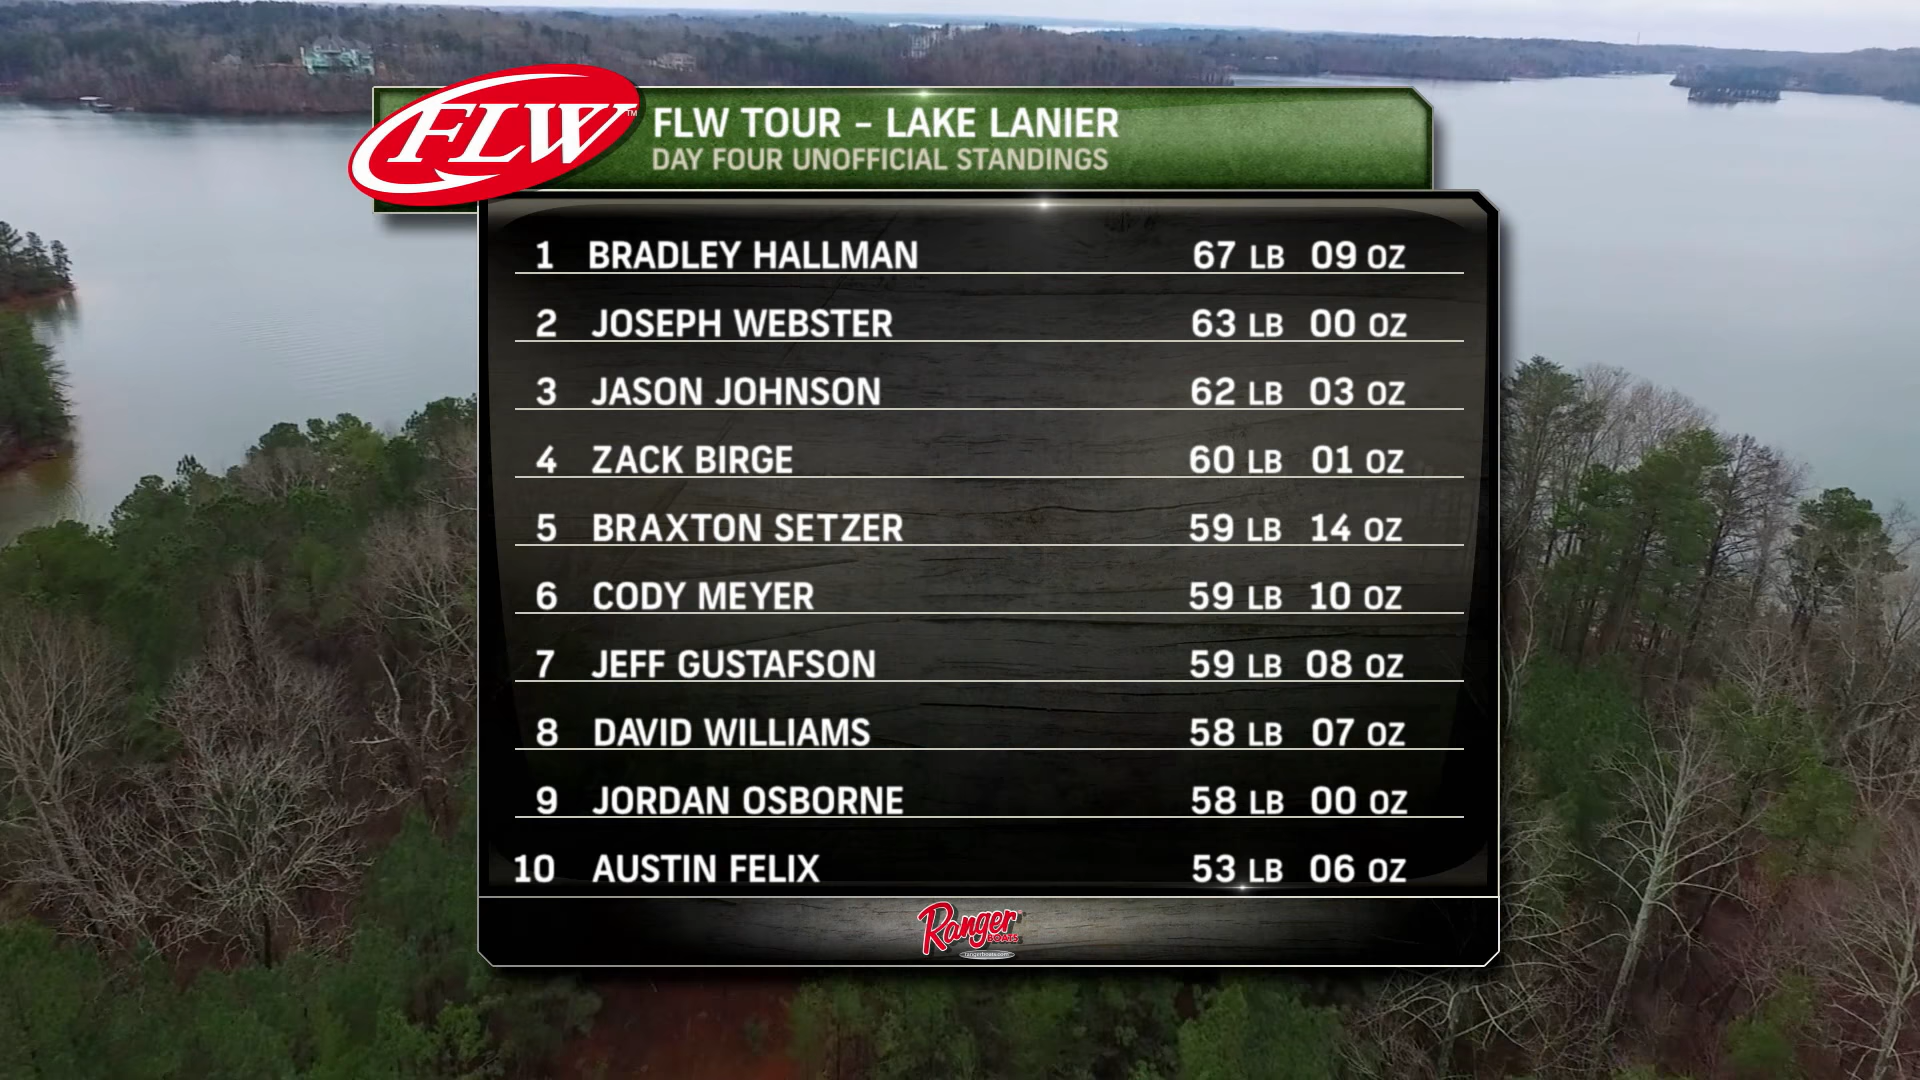 FLW™
FLW TOUR – LAKE LANIER
DAY FOUR UNOFFICIAL STANDINGS
1 BRADLEY HALLMAN 67 LB 09 OZ
2 JOSEPH WEBSTER 63 LB 00 OZ
3 JASON JOHNSON 62 LB 03 OZ
4 ZACK BIRGE 60 LB 01 OZ
5 BRAXTON SETZER 59 LB 14 OZ
6 CODY MEYER 59 LB 10 OZ
7 JEFF GUSTAFSON 59 LB 08 OZ
8 DAVID WILLIAMS 58 LB 07 OZ
9 JORDAN OSBORNE 58 LB 00 OZ
10 AUSTIN FELIX 53 LB 06 OZ
Ranger
BOATS
rangerboats.com